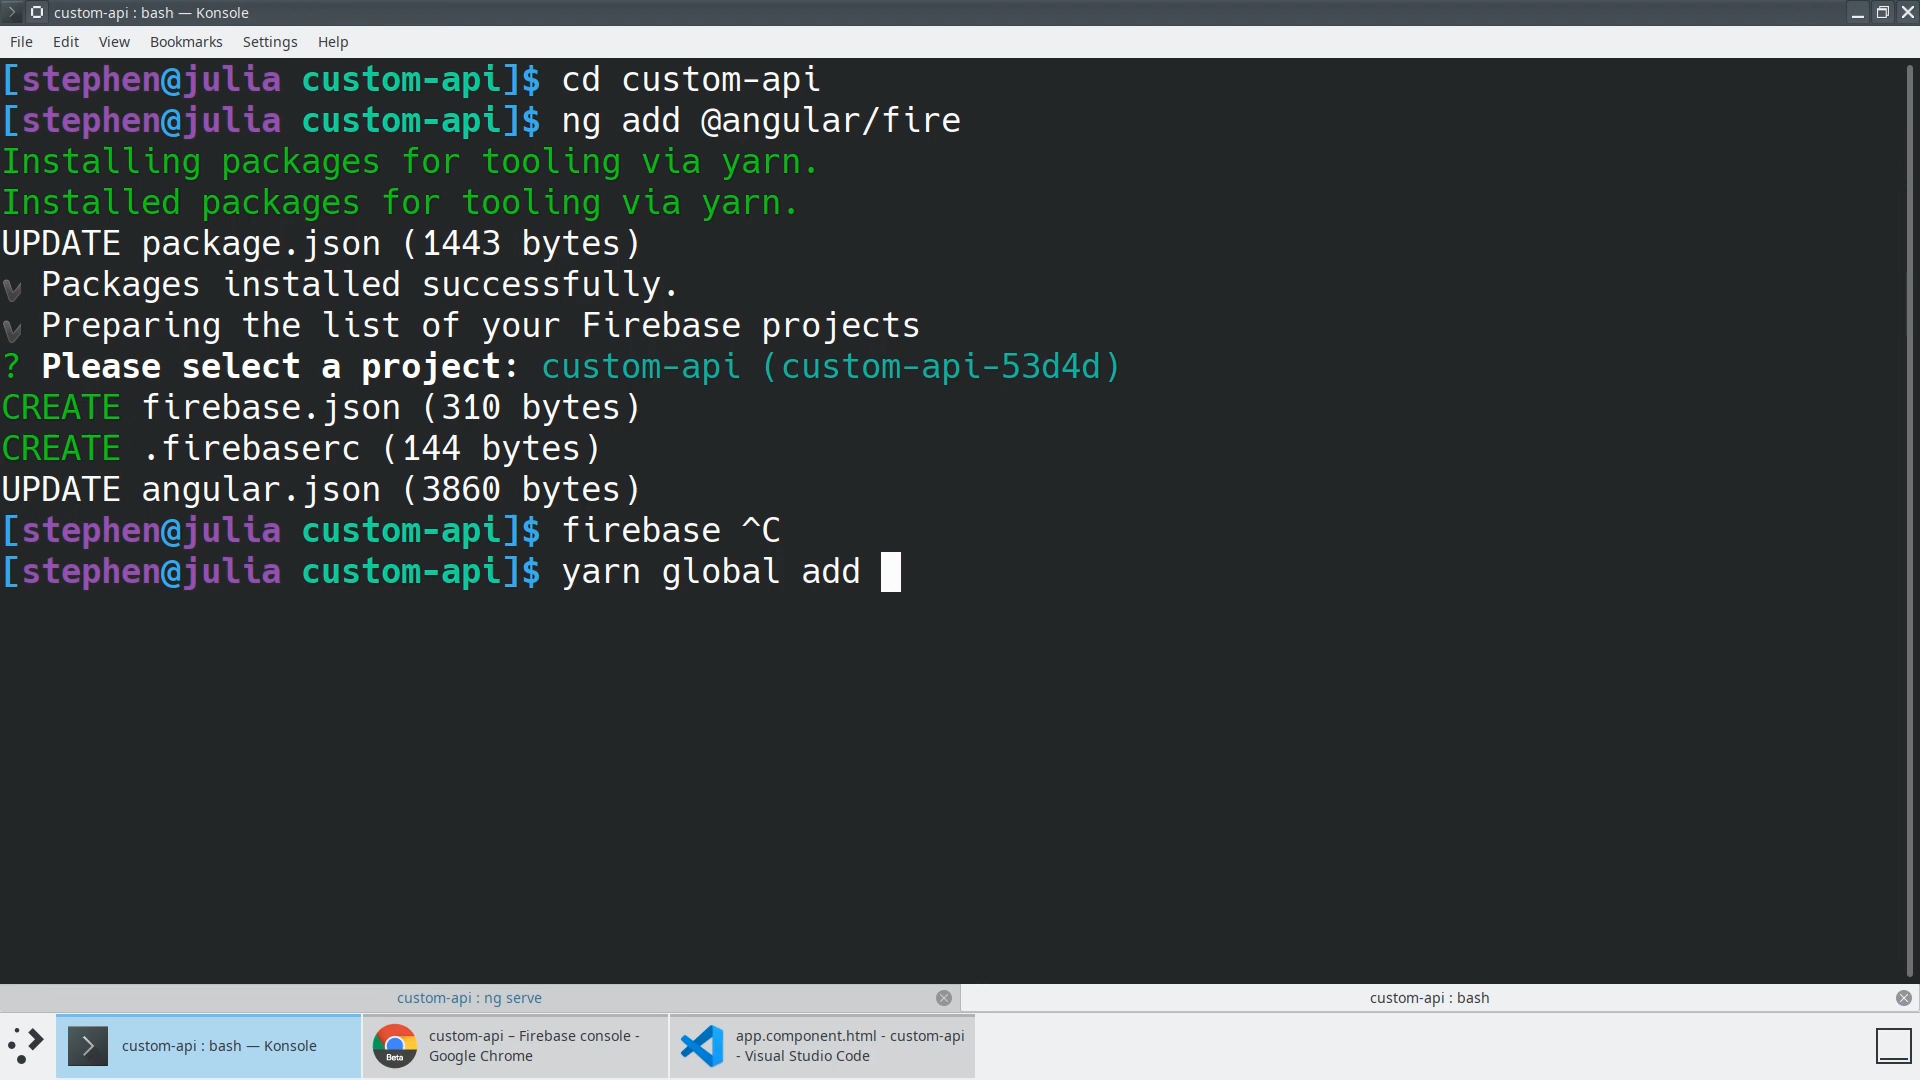 custom-api : bash — Konsole
File Edit View Bookmarks Settings Help
[stephen@julia custom-api]$ cd custom-api
[stephen@julia custom-api]$ ng add @angular/fire
Installing packages for tooling via yarn.
Installed packages for tooling via yarn.
UPDATE package.json (1443 bytes)
✔ Packages installed successfully.
✔ Preparing the list of your Firebase projects
? Please select a project: custom-api (custom-api-53d4d)
CREATE firebase.json (310 bytes)
CREATE .firebaserc (144 bytes)
UPDATE angular.json (3860 bytes)
[stephen@julia custom-api]$ firebase ^C
[stephen@julia custom-api]$ yarn global add
custom-api : ng serve
custom-api : bash
custom-api : bash — Konsole
Beta
custom-api – Firebase console -
Google Chrome
app.component.html - custom-api
- Visual Studio Code